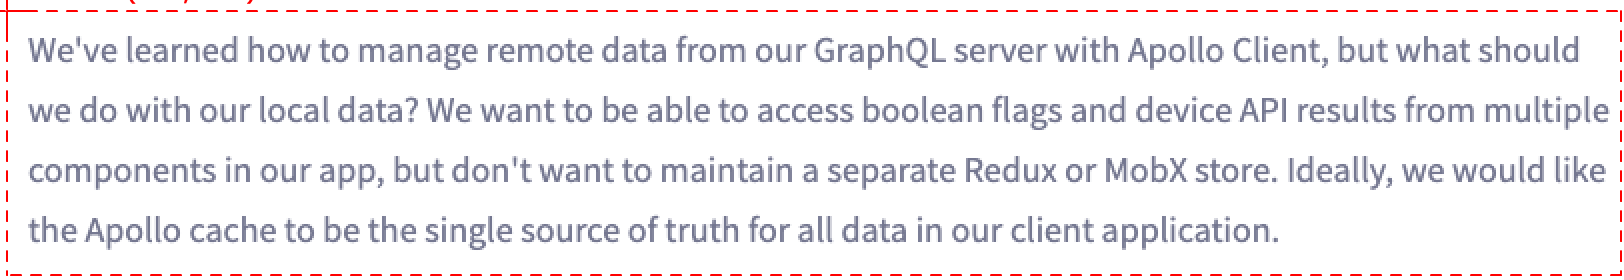 We've learned how to manage remote data from our GraphQL server with Apollo Client, but what should
we do with our local data? We want to be able to access boolean flags and device API results from multiple
components in our app, but don't want to maintain a separate Redux or MobX store. Ideally, we would like
the Apollo cache to be the single source of truth for all data in our client application.